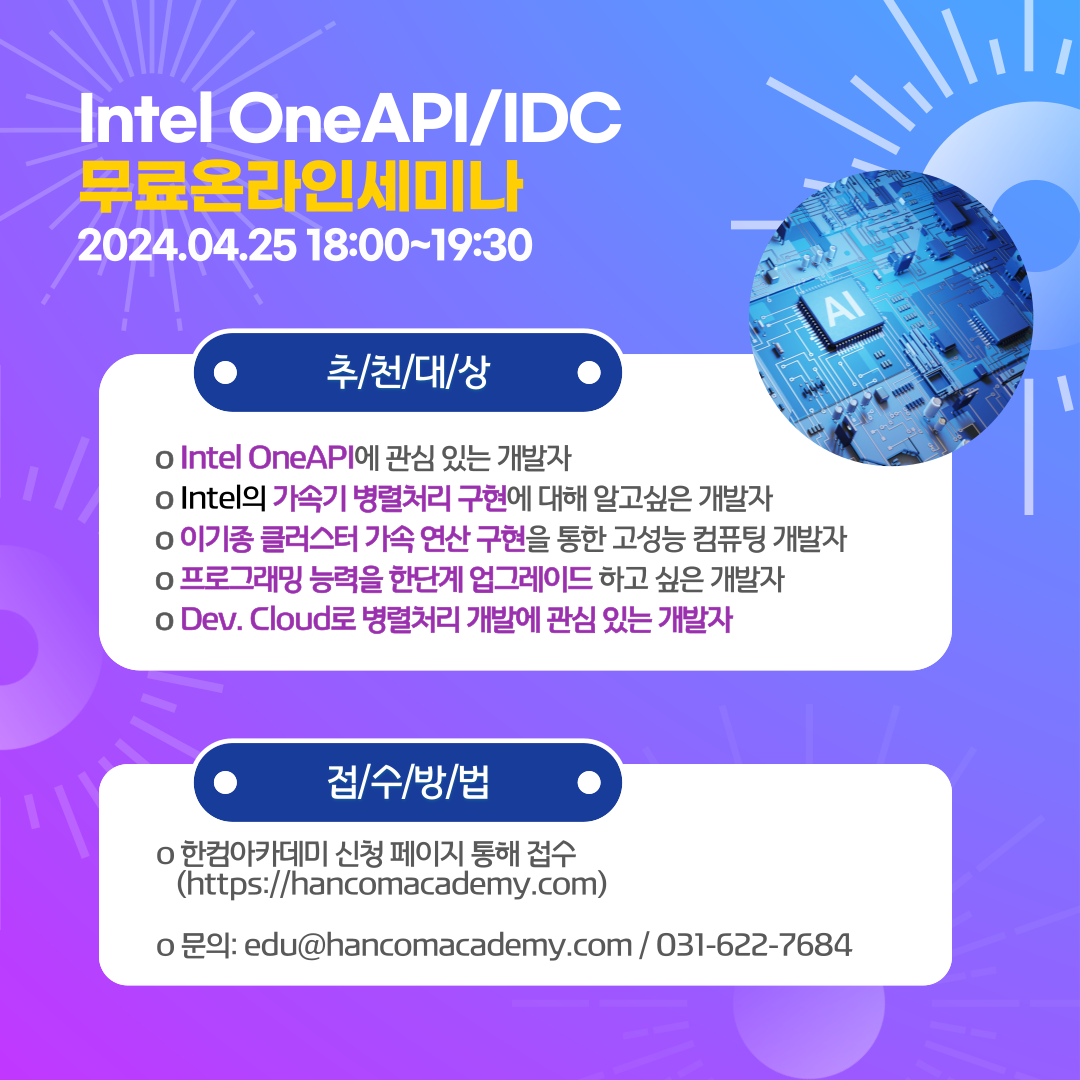 Intel OneAPI/IDC
무료온라인세미나
2024.04.25 18:00~19:30
AI
추/천/대/상
o Intel OneAPI에 관심 있는 개발자
o Intel의 가속기 병렬처리 구현에 대해 알고싶은 개발자
o 이기종 클러스터 가속 연산 구현을 통한 고성능 컴퓨팅 개발자
o 프로그래밍 능력을 한단계 업그레이드 하고 싶은 개발자
o Dev. Cloud로 병렬처리 개발에 관심 있는 개발자
접/수/방/법
o 한컴아카데미 신청 페이지 통해 접수
(https://hancomacademy.com)
o 문의: edu@hancomacademy.com / 031-622-7684